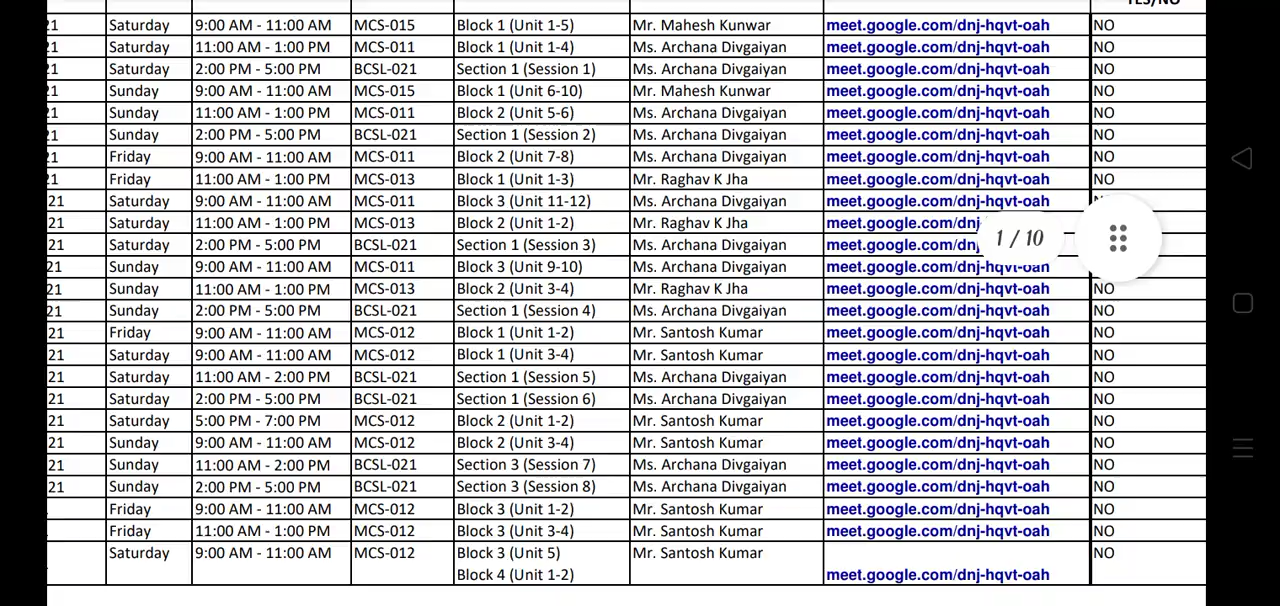 YES/NO
21 Saturday 9:00 AM - 11:00 AM MCS-015 Block 1 (Unit 1-5) Mr. Mahesh Kunwar meet.google.com/dnj-hqvt-oah NO
21 Saturday 11:00 AM - 1:00 PM MCS-011 Block 1 (Unit 1-4) Ms. Archana Divgaiyan meet.google.com/dnj-hqvt-oah NO
21 Saturday 2:00 PM - 5:00 PM BCSL-021 Section 1 (Session 1) Ms. Archana Divgaiyan meet.google.com/dnj-hqvt-oah NO
21 Sunday 9:00 AM - 11:00 AM MCS-015 Block 1 (Unit 6-10) Mr. Mahesh Kunwar meet.google.com/dnj-hqvt-oah NO
21 Sunday 11:00 AM - 1:00 PM MCS-011 Block 2 (Unit 5-6) Ms. Archana Divgaiyan meet.google.com/dnj-hqvt-oah NO
21 Sunday 2:00 PM - 5:00 PM BCSL-021 Section 1 (Session 2) Ms. Archana Divgaiyan meet.google.com/dnj-hqvt-oah NO
21 Friday 9:00 AM - 11:00 AM MCS-011 Block 2 (Unit 7-8) Ms. Archana Divgaiyan meet.google.com/dnj-hqvt-oah NO
21 Friday 11:00 AM - 1:00 PM MCS-013 Block 1 (Unit 1-3) Mr. Raghav K Jha meet.google.com/dnj-hqvt-oah NO
21 Saturday 9:00 AM - 11:00 AM MCS-011 Block 3 (Unit 11-12) Ms. Archana Divgaiyan meet.google.com/dnj-hqvt-oah
21 Saturday 11:00 AM - 1:00 PM MCS-013 Block 2 (Unit 1-2) Mr. Raghav K Jha meet.google.com/dnj
1 / 10
21 Saturday 2:00 PM - 5:00 PM BCSL-021 Section 1 (Session 3) Ms. Archana Divgaiyan meet.google.com/dnj
21 Sunday 9:00 AM - 11:00 AM MCS-011 Block 3 (Unit 9-10) Ms. Archana Divgaiyan meet.google.com/dnj-hqvt-oah
21 Sunday 11:00 AM - 1:00 PM MCS-013 Block 2 (Unit 3-4) Mr. Raghav K Jha meet.google.com/dnj-hqvt-oah NO
21 Sunday 2:00 PM - 5:00 PM BCSL-021 Section 1 (Session 4) Ms. Archana Divgaiyan meet.google.com/dnj-hqvt-oah NO
21 Friday 9:00 AM - 11:00 AM MCS-012 Block 1 (Unit 1-2) Mr. Santosh Kumar meet.google.com/dnj-hqvt-oah NO
21 Saturday 9:00 AM - 11:00 AM MCS-012 Block 1 (Unit 3-4) Mr. Santosh Kumar meet.google.com/dnj-hqvt-oah NO
21 Saturday 11:00 AM - 2:00 PM BCSL-021 Section 1 (Session 5) Ms. Archana Divgaiyan meet.google.com/dnj-hqvt-oah NO
21 Saturday 2:00 PM - 5:00 PM BCSL-021 Section 1 (Session 6) Ms. Archana Divgaiyan meet.google.com/dnj-hqvt-oah NO
21 Saturday 5:00 PM - 7:00 PM MCS-012 Block 2 (Unit 1-2) Mr. Santosh Kumar meet.google.com/dnj-hqvt-oah NO
21 Sunday 9:00 AM - 11:00 AM MCS-012 Block 2 (Unit 3-4) Mr. Santosh Kumar meet.google.com/dnj-hqvt-oah NO
21 Sunday 11:00 AM - 2:00 PM BCSL-021 Section 3 (Session 7) Ms. Archana Divgaiyan meet.google.com/dnj-hqvt-oah NO
21 Sunday 2:00 PM - 5:00 PM BCSL-021 Section 3 (Session 8) Ms. Archana Divgaiyan meet.google.com/dnj-hqvt-oah NO
Friday 9:00 AM - 11:00 AM MCS-012 Block 3 (Unit 1-2) Mr. Santosh Kumar meet.google.com/dnj-hqvt-oah NO
Friday 11:00 AM - 1:00 PM MCS-012 Block 3 (Unit 3-4) Mr. Santosh Kumar meet.google.com/dnj-hqvt-oah NO
Saturday 9:00 AM - 11:00 AM MCS-012 Block 3 (Unit 5) Mr. Santosh Kumar NO
Block 4 (Unit 1-2) meet.google.com/dnj-hqvt-oah